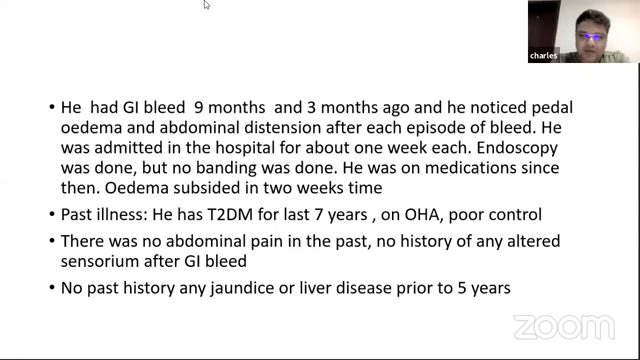 charles
• He had GI bleed 9 months and 3 months ago and he noticed pedal
oedema and abdominal distension after each episode of bleed. He
was admitted in the hospital for about one week each. Endoscopy
was done, but no banding was done. He was on medications since
then. Oedema subsided in two weeks time
• Past illness: He has T2DM for last 7 years , on OHA, poor control
• There was no abdominal pain in the past, no history of any altered
sensorium after GI bleed
• No past history any jaundice or liver disease prior to 5 years
zoom